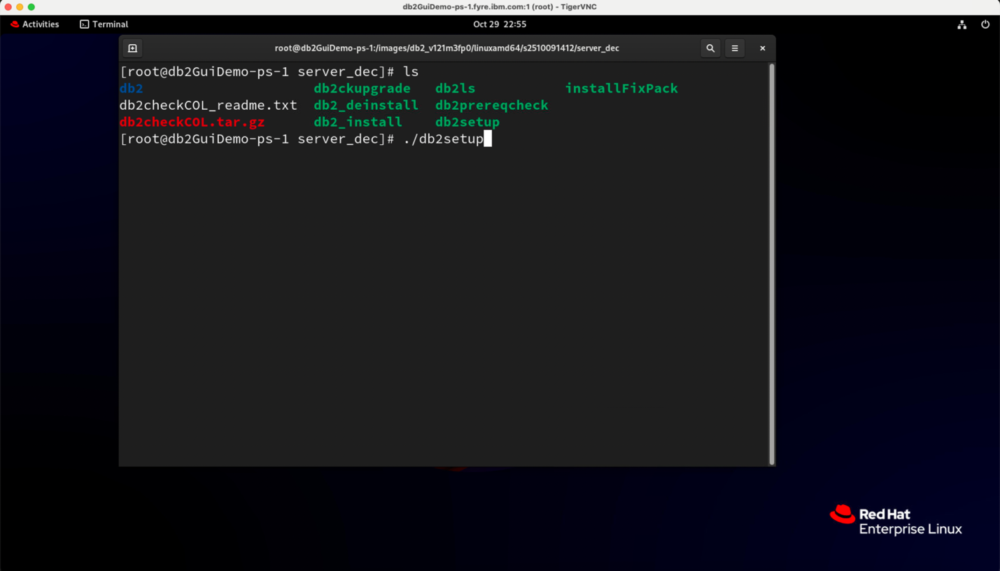 db2GuiDemo-ps-1.fyre.ibm.com:1 (root) - TigerVNC
Activities Terminal Oct 29 22:55
root@db2GuiDemo-ps-1:/images/db2_v121m3fp0/linuxamd64/s2510091412/server_dec
[root@db2GuiDemo-ps-1 server_dec]# ls
db2 db2ckupgrade db2ls installFixPack
db2checkCOL_readme.txt db2_deinstall db2prereqcheck
db2checkCOL.tar.gz db2_install db2setup
[root@db2GuiDemo-ps-1 server_dec]# ./db2setup
Red Hat
Enterprise Linux